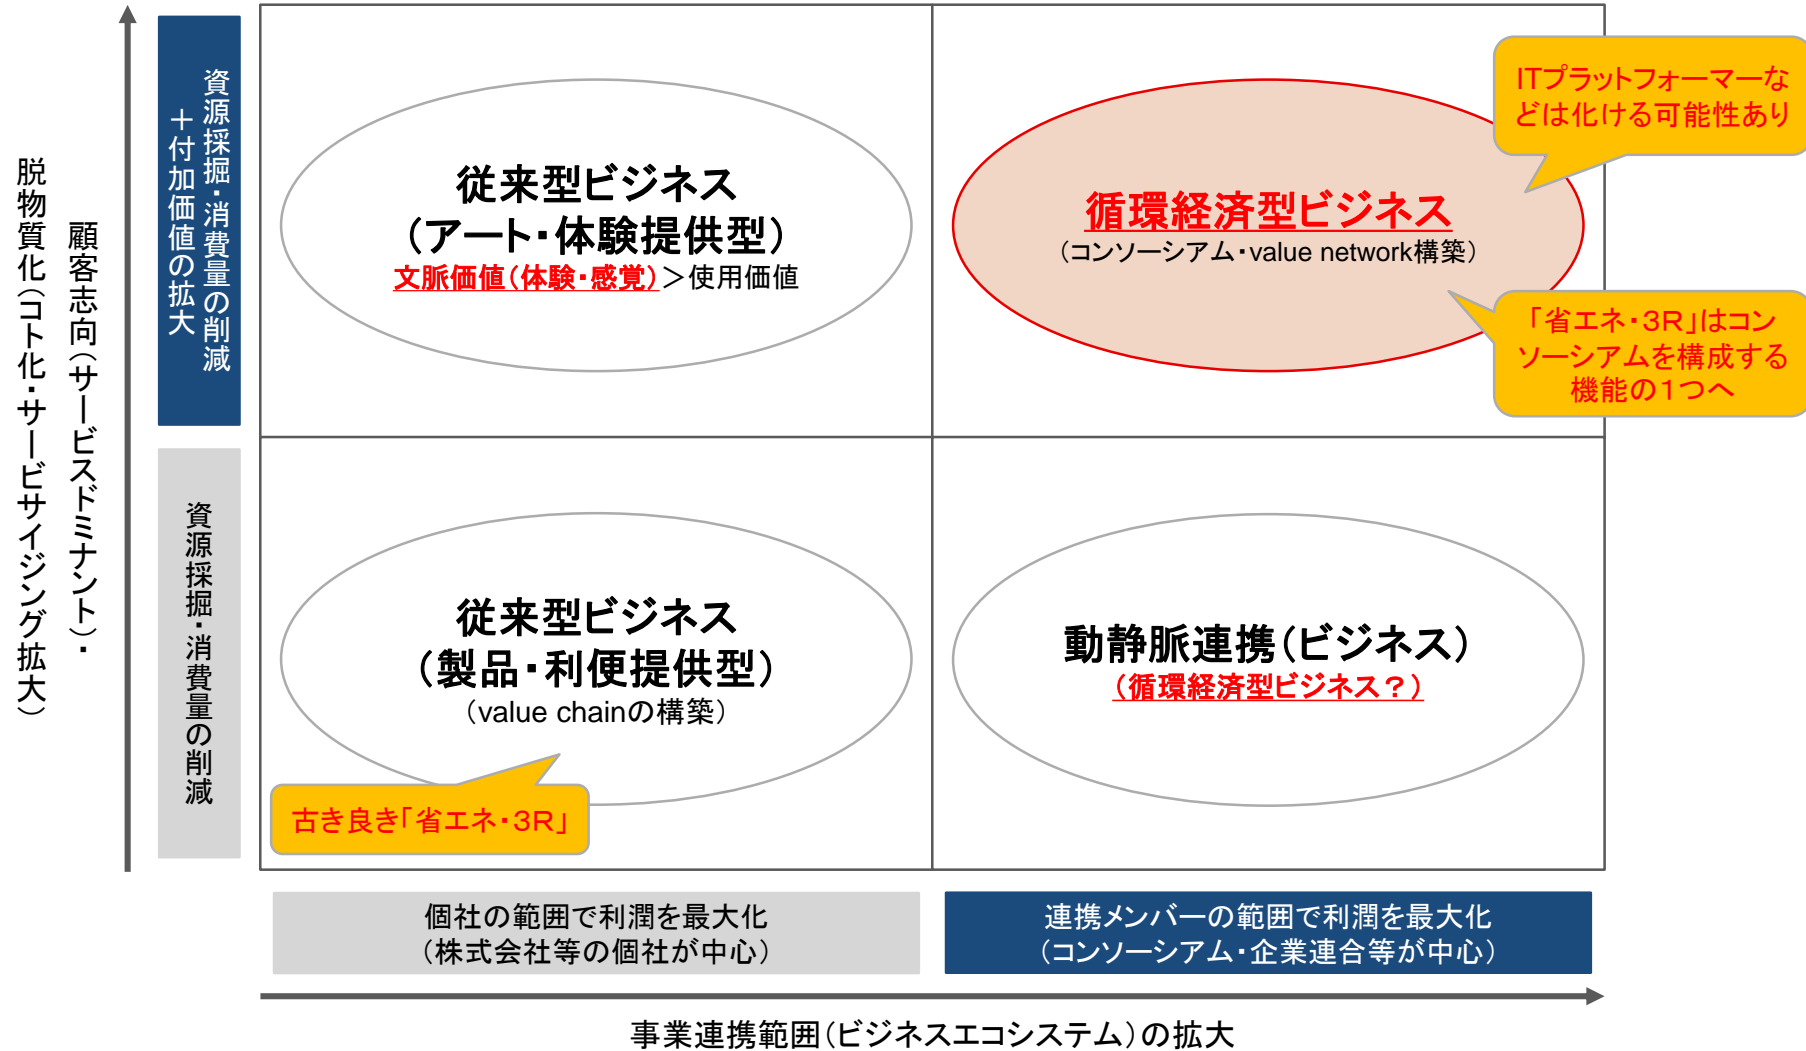 顧客志向(サービスドミナント)・
脱物質化(コト化・サービサイジング拡大)
資源採掘・消費量の削減
＋付加価値の拡大
資源採掘・消費量の削減
従来型ビジネス
(アート・体験提供型)
文脈価値(体験・感覚)＞使用価値
循環経済型ビジネス
(コンソーシアム・value network構築)
ITプラットフォーマーな
どは化ける可能性あり
「省エネ・３Ｒ」はコン
ソーシアムを構成する
機能の１つへ
従来型ビジネス
(製品・利便提供型)
(value chainの構築)
古き良き「省エネ・３Ｒ」
動静脈連携(ビジネス)
(循環経済型ビジネス？)
個社の範囲で利潤を最大化
(株式会社等の個社が中心)
連携メンバーの範囲で利潤を最大化
(コンソーシアム・企業連合等が中心)
事業連携範囲(ビジネスエコシステム)の拡大